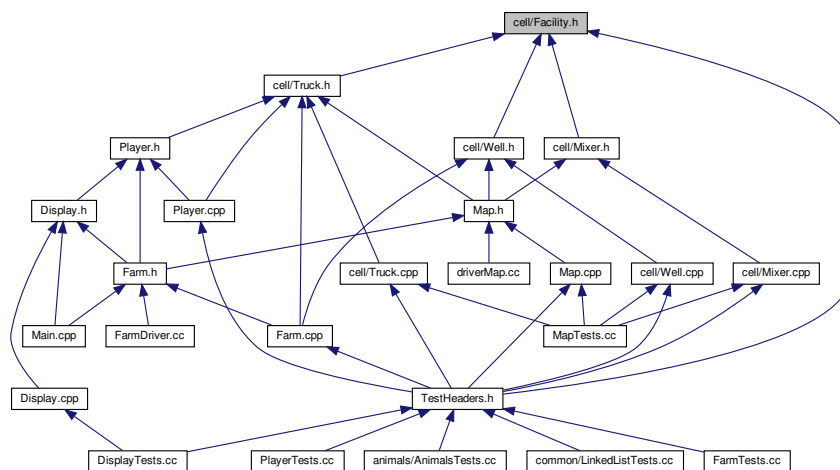 cell/Facility.h
cell/Truck.h
Player.h
cell/Well.h
cell/Mixer.h
Display.h
Player.cpp
Map.h
Farm.h
cell/Truck.cpp
driverMap.cc
Map.cpp
cell/Well.cpp
cell/Mixer.cpp
Main.cpp
FarmDriver.cc
Farm.cpp
MapTests.cc
Display.cpp
TestHeaders.h
DisplayTests.cc
PlayerTests.cc
animals/AnimalsTests.cc
common/LinkedListTests.cc
FarmTests.cc